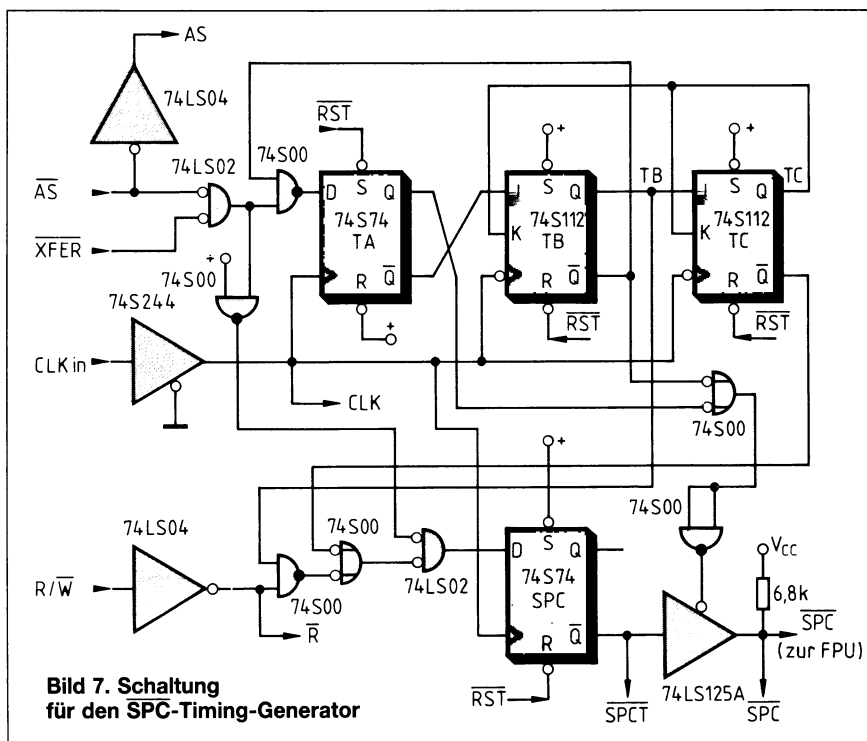 AS
74LS04
RST
74LS02
74S00
AS
XFER
D
S
Q
74S74
TA
Q
R
+
+
J
S
Q
K
74S112
TB
Q
R
RST
TB
+
J
S
Q
K
74S112
TC
Q
R
RST
TC
74S00
+
74S244
CLK in
CLK
74S00
74S00
VCC
6,8k
74LS04
R/W
R
74S00
74S00
74LS02
+
D
S
Q
74S74
SPC
R
Q
RST
SPCT
74LS125A
SPC
(zur FPU)
SPC
Bild 7. Schaltung
für den SPC-Timing-Generator